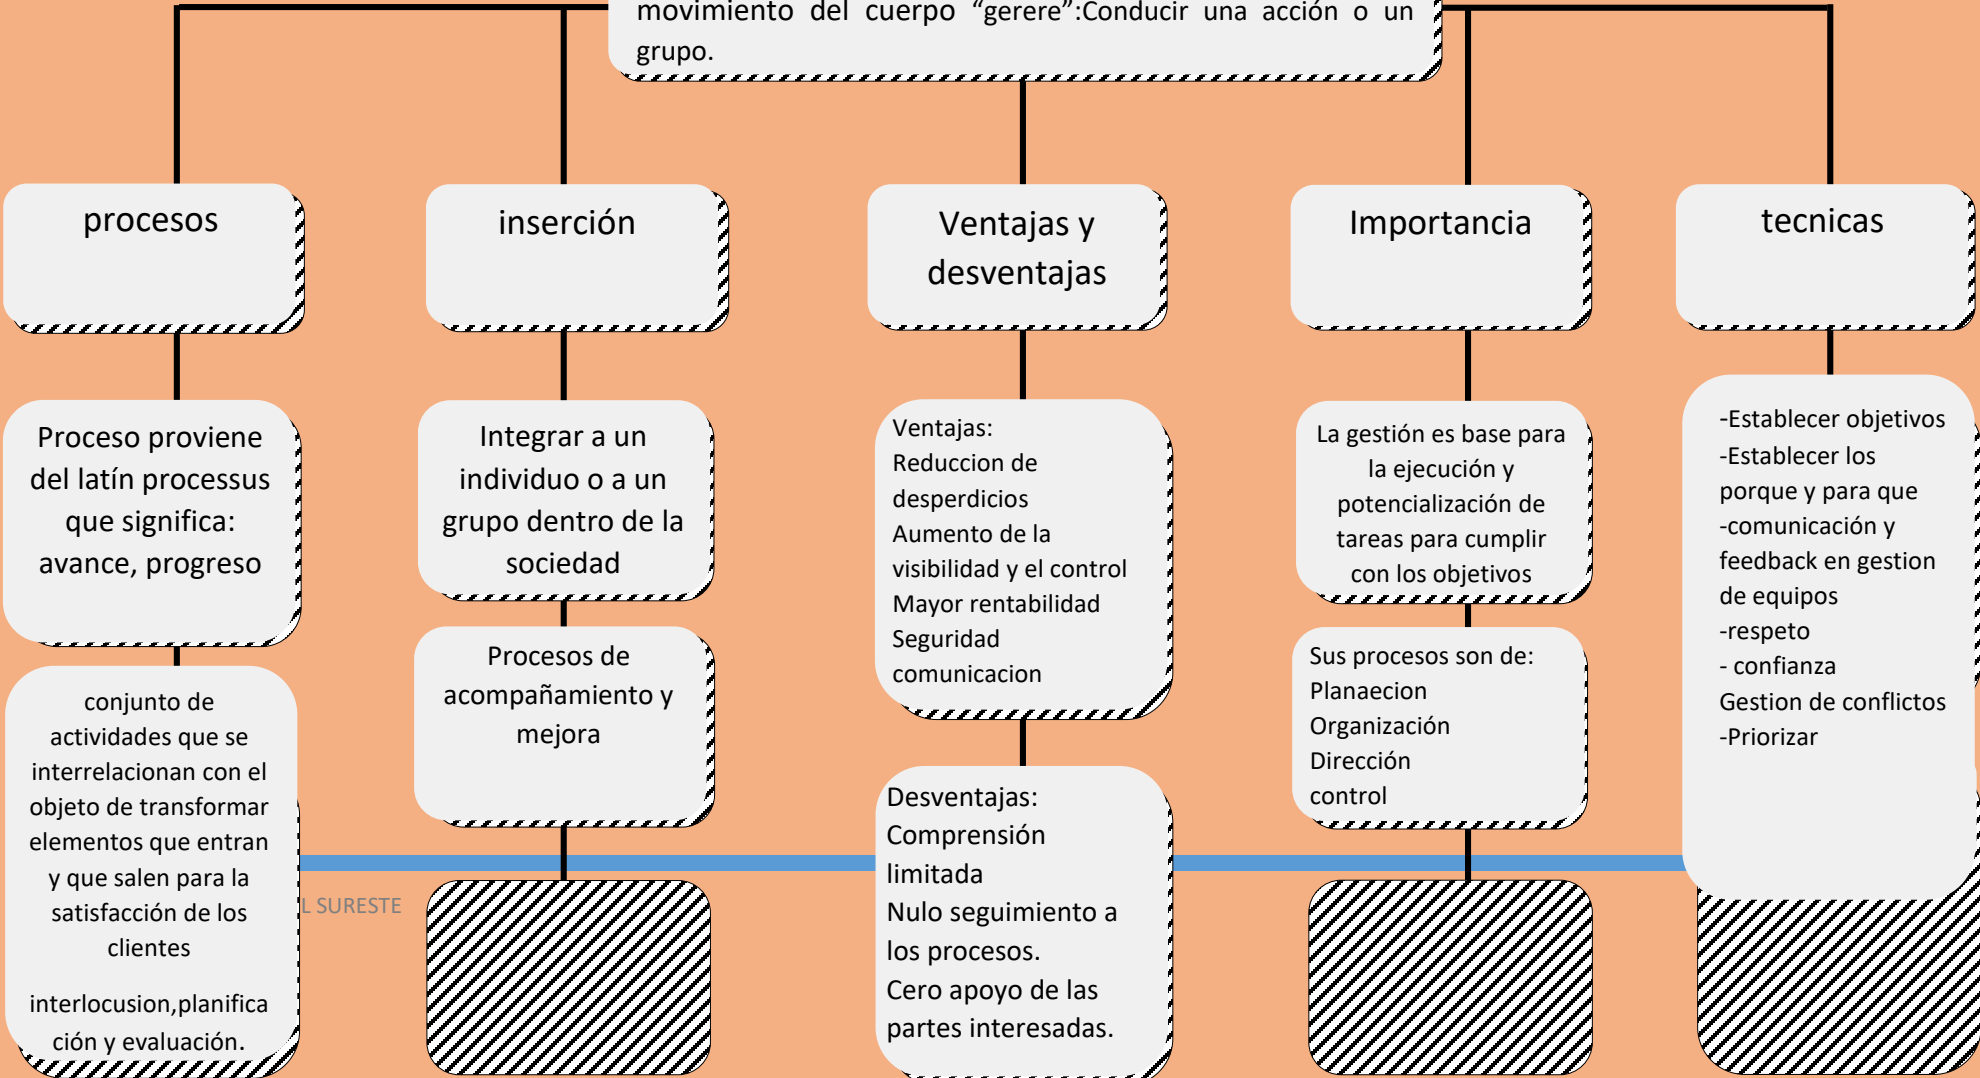 movimiento del cuerpo “gerere”:Conducir una acción o un
grupo.
procesos
inserción
Ventajas y
desventajas
Importancia
tecnicas
Proceso proviene
del latín processus
que significa:
avance, progreso
conjunto de
actividades que se
interrelacionan con el
objeto de transformar
elementos que entran
y que salen para la
satisfacción de los
clientes
interlocusion,planifica
ción y evaluación.
Integrar a un
individuo o a un
grupo dentro de la
sociedad
Procesos de
acompañamiento y
mejora
Ventajas:
Reduccion de
desperdicios
Aumento de la
visibilidad y el control
Mayor rentabilidad
Seguridad
comunicacion
Desventajas:
Comprensión
limitada
Nulo seguimiento a
los procesos.
Cero apoyo de las
partes interesadas.
La gestión es base para
la ejecución y
potencialización de
tareas para cumplir
con los objetivos
Sus procesos son de:
Planaecion
Organización
Dirección
control
-Establecer objetivos
-Establecer los
porque y para que
-comunicación y
feedback en gestion
de equipos
-respeto
- confianza
Gestion de conflictos
-Priorizar
L SURESTE